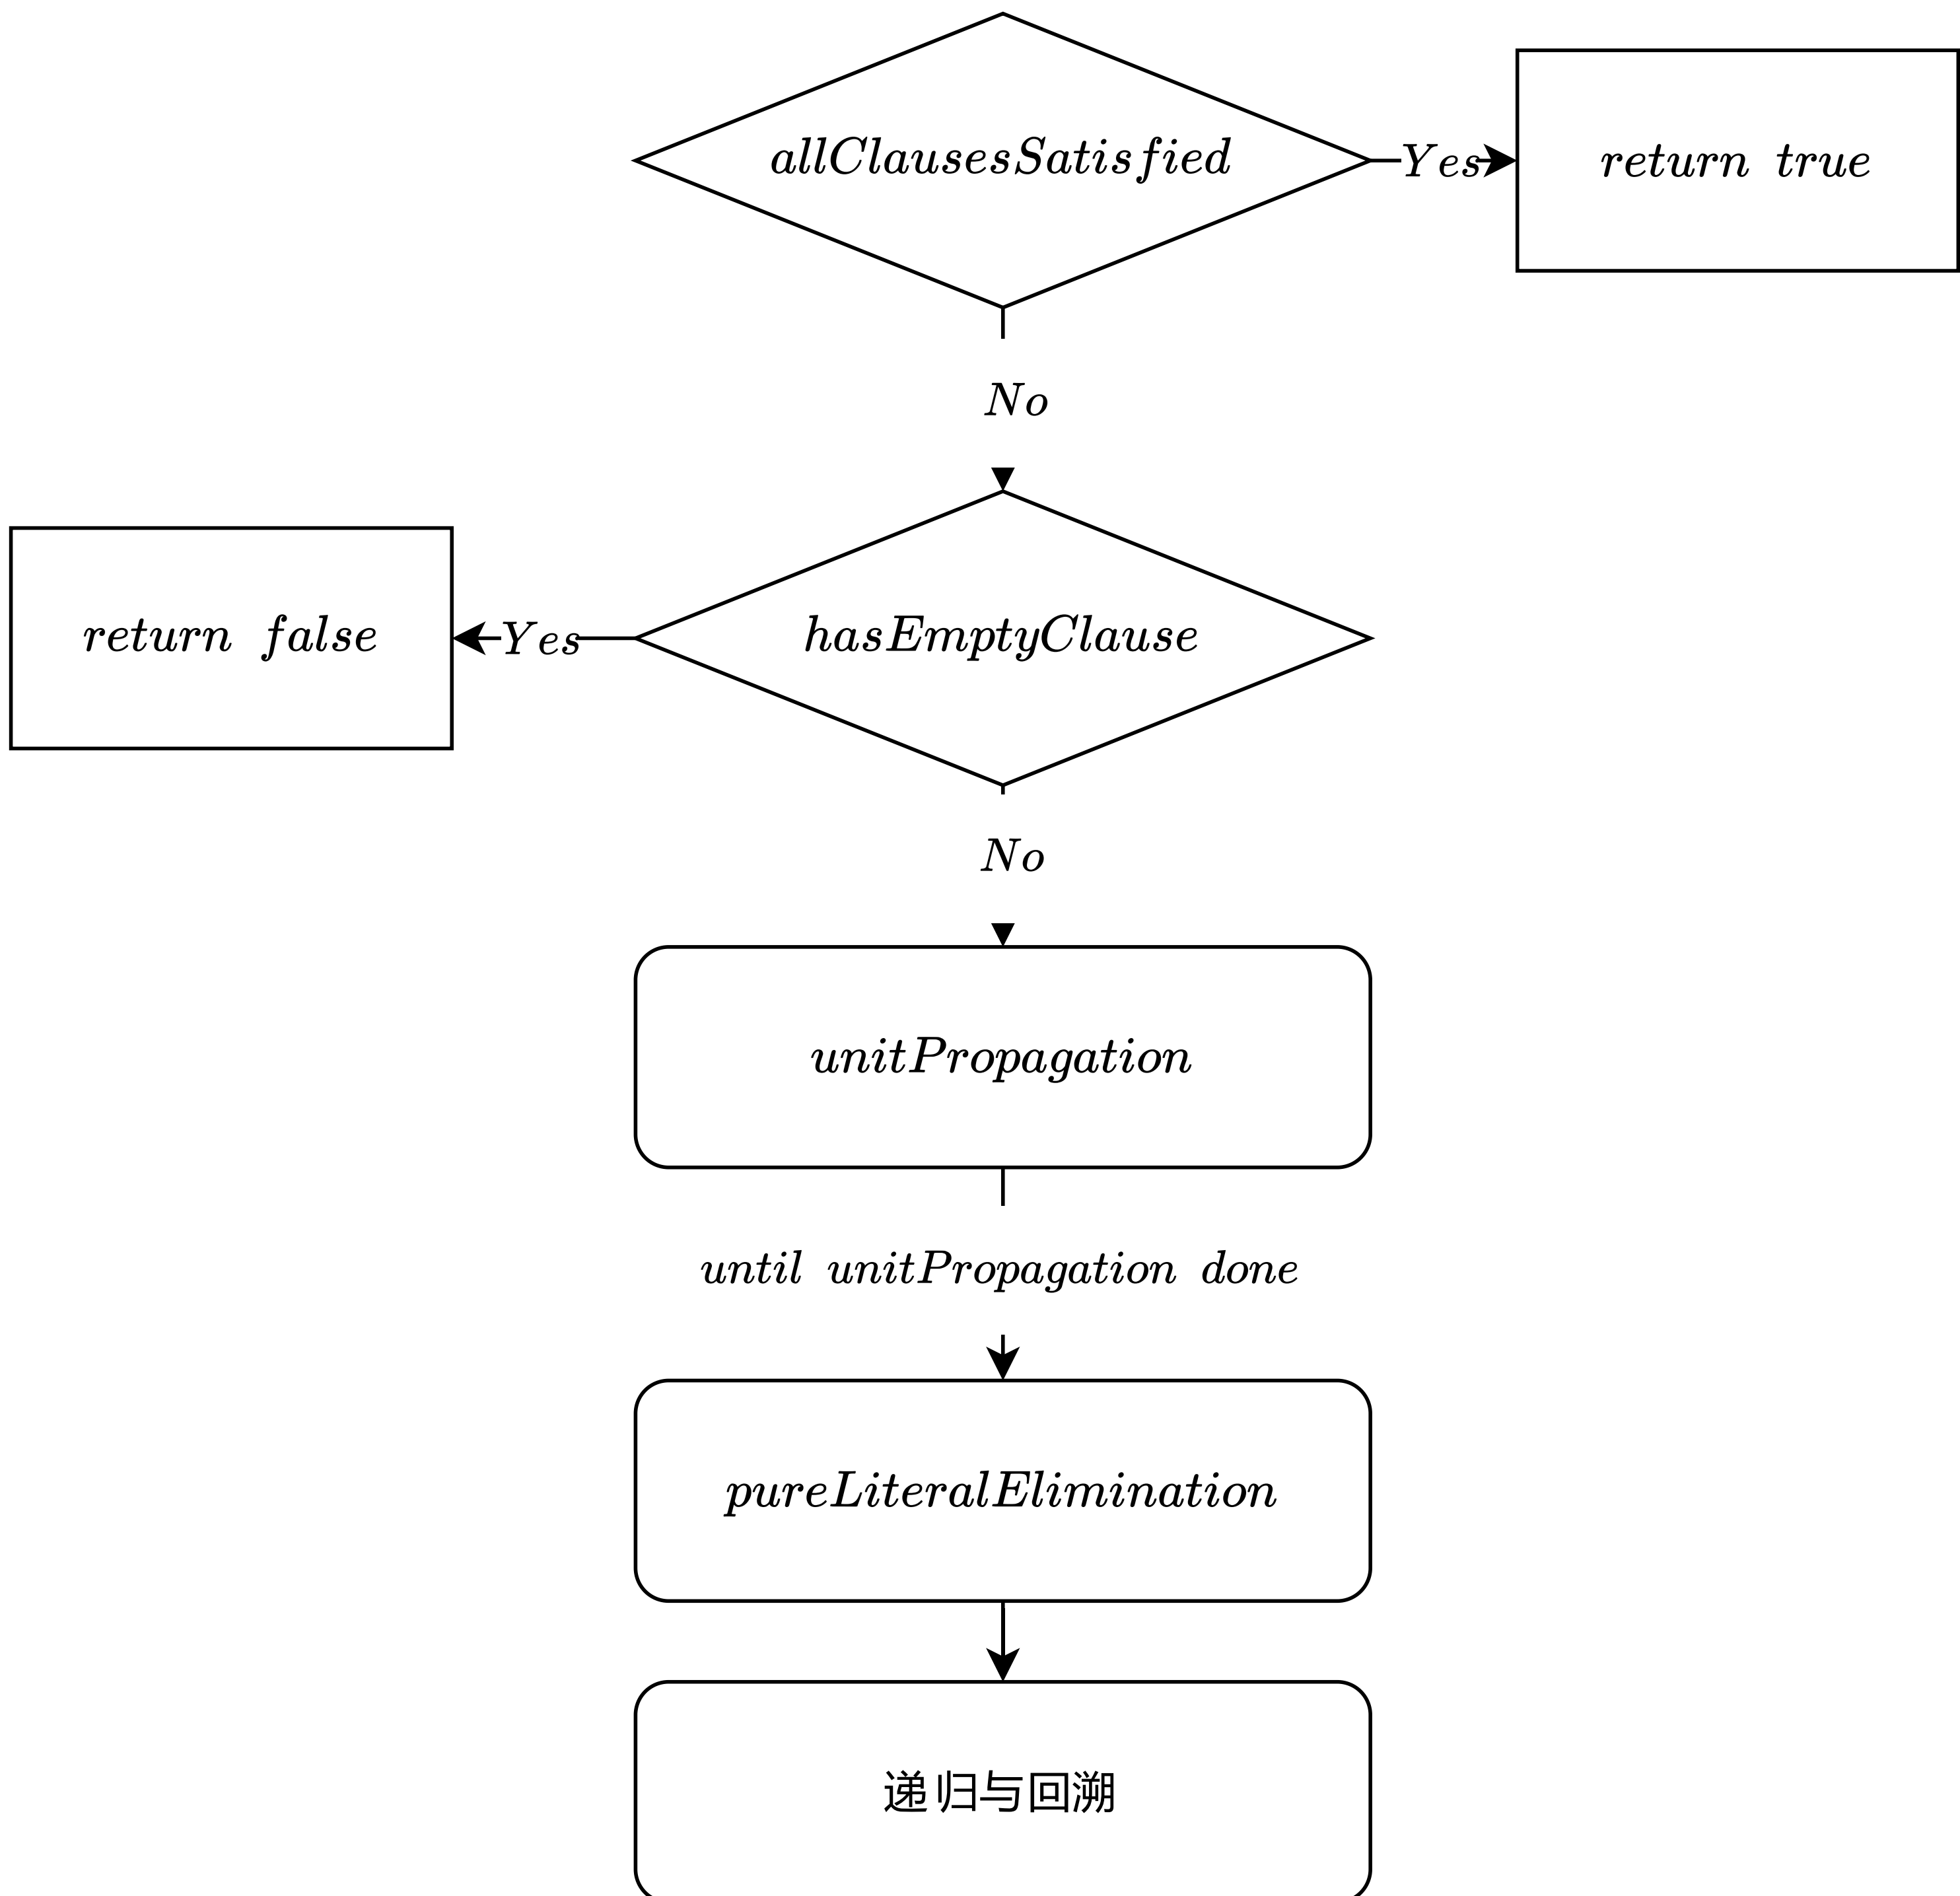 allClausesSatisfied
Yes
return true
No
return false
Yes
hasEmptyClause
No
unitPropagation
until unitPropagation done
pureLiteralElimination
递归与回溯